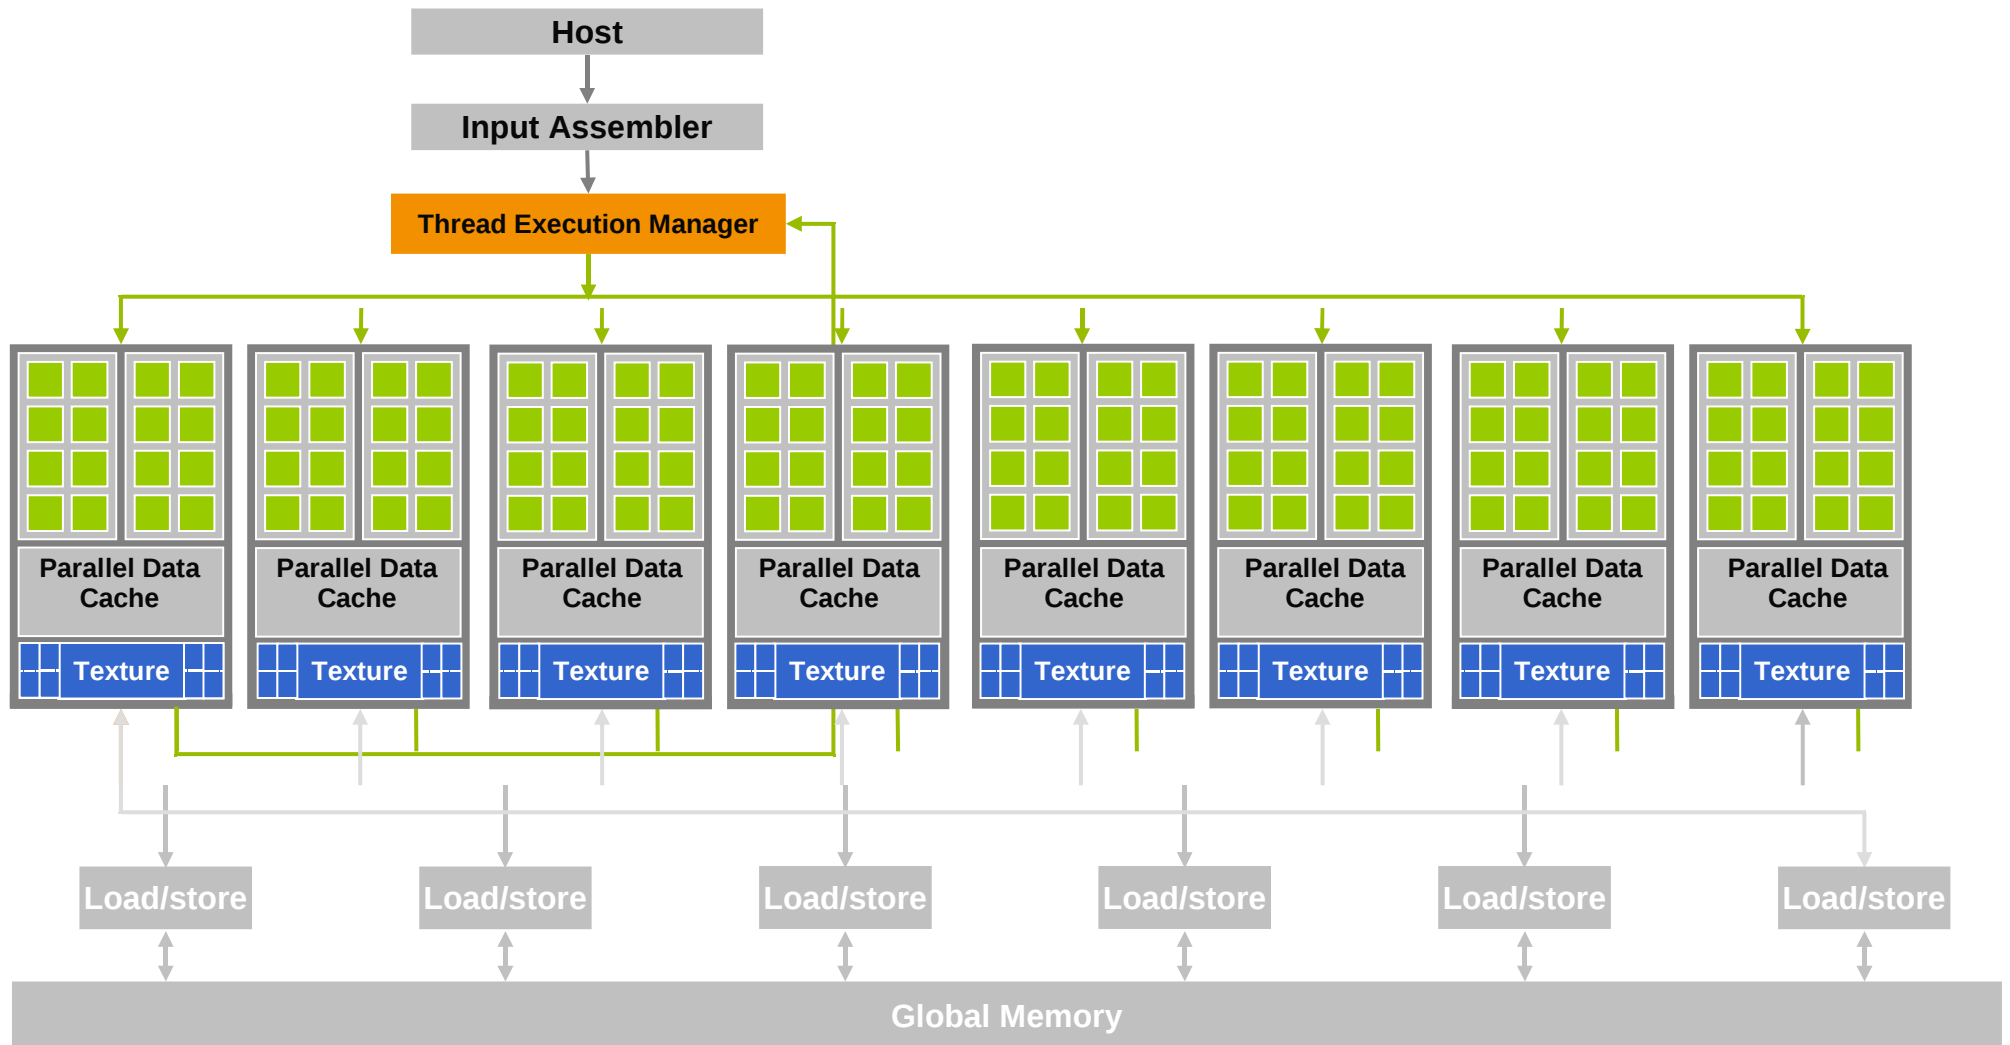 Host
Input Assembler
Thread Execution Manager
Parallel Data
Cache
Parallel Data
Cache
Parallel Data
Cache
Parallel Data
Cache
Parallel Data
Cache
Parallel Data
Cache
Parallel Data
Cache
Parallel Data
Cache
Texture
Texture
Texture
Texture
Texture
Texture
Texture
Texture
Load/store
Load/store
Load/store
Load/store
Load/store
Load/store
Global Memory